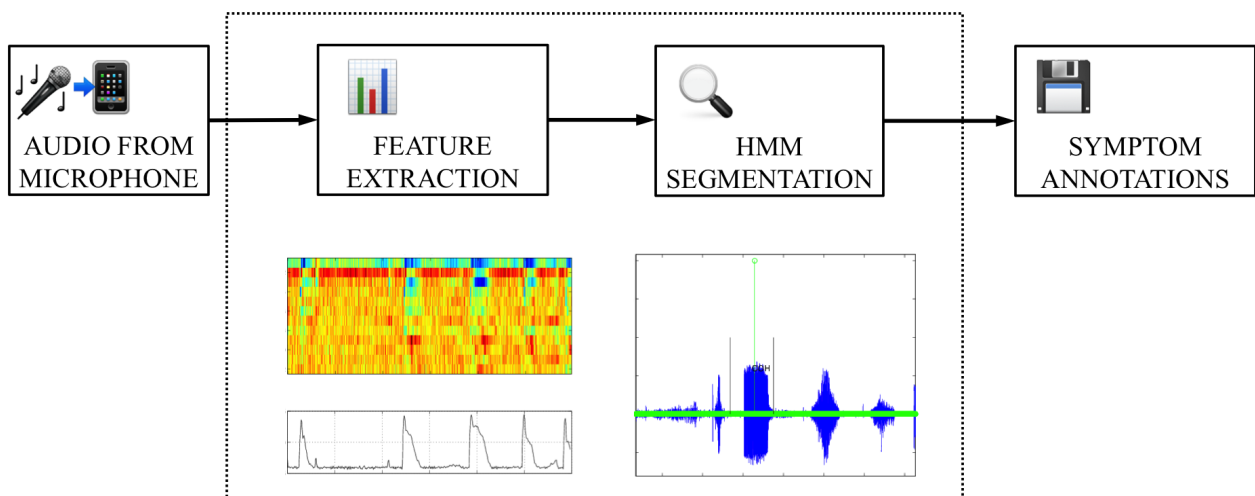 AUDIO FROM
MICROPHONE
FEATURE
EXTRACTION
HMM
SEGMENTATION
SYMPTOM
ANNOTATIONS